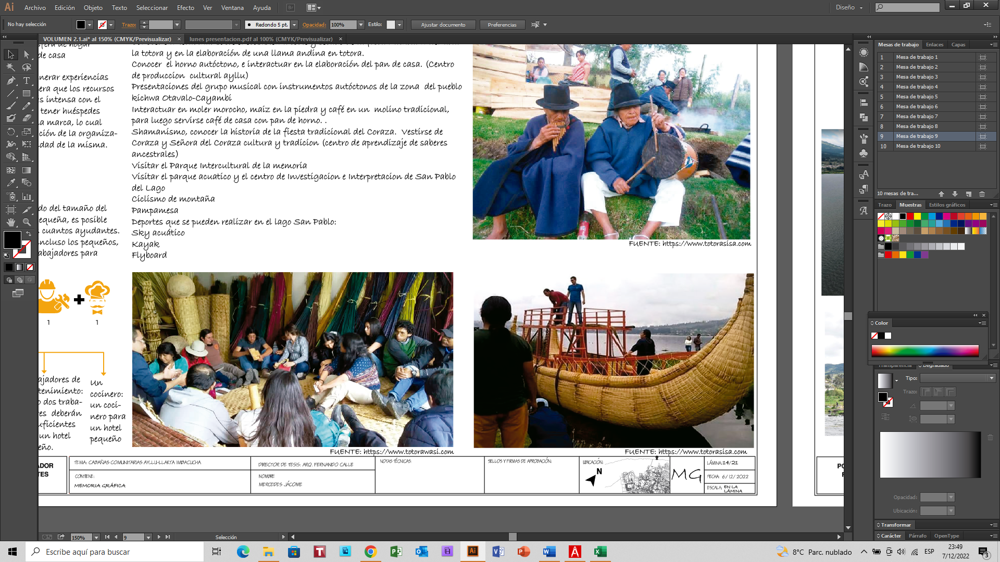 Ai Archivo Edición Objeto Texto Seleccionar Efecto Ver Ventana Ayuda Br Diseño
No hay selección Trazo: Redondo 5 pt. Opacidad: 100% Estilo: Ajustar documento Preferencias
VOLUMEN 2.1.ai* al 150% (CMYK/Previsualizar) × lunes presentacion.pdf al 100% (CMYK/Previsualizar) ×
de casa
nerar experiencias
era que los recursos
s intensa con el
tener huéspedes
a marca, lo cual
ción de la organiza-
dad de la misma.
do del tamaño del
equeña, es posible
cuantos ayudantes.
ncluso los pequeños,
abajadores para
1 1
ajadores de
tenimiento:
o dos traba-
res deberán
uficientes
un hotel
eño.
Un
cocinero:
un coci-
nero para
un hotel
pequeño
la totora y en la elaboración de una llama andina en totora.
Conocer el horno autóctono, e interactuar en la elaboración del pan de casa. (Centro
de produccion cultural ayllu)
Presentaciones del grupo musical con instrumentos autóctonos de la zona del pueblo
kichwa Otavalo-Cayambi
Interactuar en moler morocho, maíz en la piedra y café en un molino tradicional,
para luego servirse café de casa con pan de horno. .
Shamanismo, conocer la historia de la fiesta tradicional del Coraza. Vestirse de
Coraza y Señora del Coraza cultura y tradicion (centro de aprendizaje de saberes
ancestrales)
Visitar el Parque Intercultural de la memoria
Visitar el parque acuatico y el centro de Investigacion e Interpretacion de San Pablo
del Lago
Ciclismo de montaña
Pampamesa
Deportes que se pueden realizar en el lago San Pablo:
Sky acuático
Kayak
Flyboard
FUENTE: https://www.totorasisa.com
FUENTE: https://www.totorawasi.com
FUENTE: https://www.totorasisa.com
ADOR
TES
TEMA: CABAÑAS COMUNITARIAS AYLLU-LLAKTA IMBACUCHA
CONTIENE:
MEMORIA GRÁFICA
DIRECTOR DE TESIS: ARQ. FERNANDO CALLE
NOMBRE
MERCEDES JÁCOME
NOTAS TÉCNICAS:
SELLOS Y FIRMAS DE APROBACIÓN:
UBICACIÓN:
N
MG
LÁMINA: 14/21
FECHA: 6/12/2022
ESCALA: EN LA
LÁMINA
PO
Mesas de trabajo Enlaces Capas
1 Mesa de trabajo 1
2 Mesa de trabajo 2
3 Mesa de trabajo 3
4 Mesa de trabajo 4
5 Mesa de trabajo 5
6 Mesa de trabajo 6
7 Mesa de trabajo 7
8 Mesa de trabajo 8
9 Mesa de trabajo 9
10 Mesa de trabajo 10
10 mesas de tra...
Trazo Muestras Estilos gráficos
Color
Transparencia Degradado
Tipo:
Trazo:
Opacidad:
Ubicación:
Transformar
Carácter Párrafo OpenType
150% 9 Selección
Escribe aquí para buscar
8°C Parc. nublado ESP
23:49
7/12/2022
3